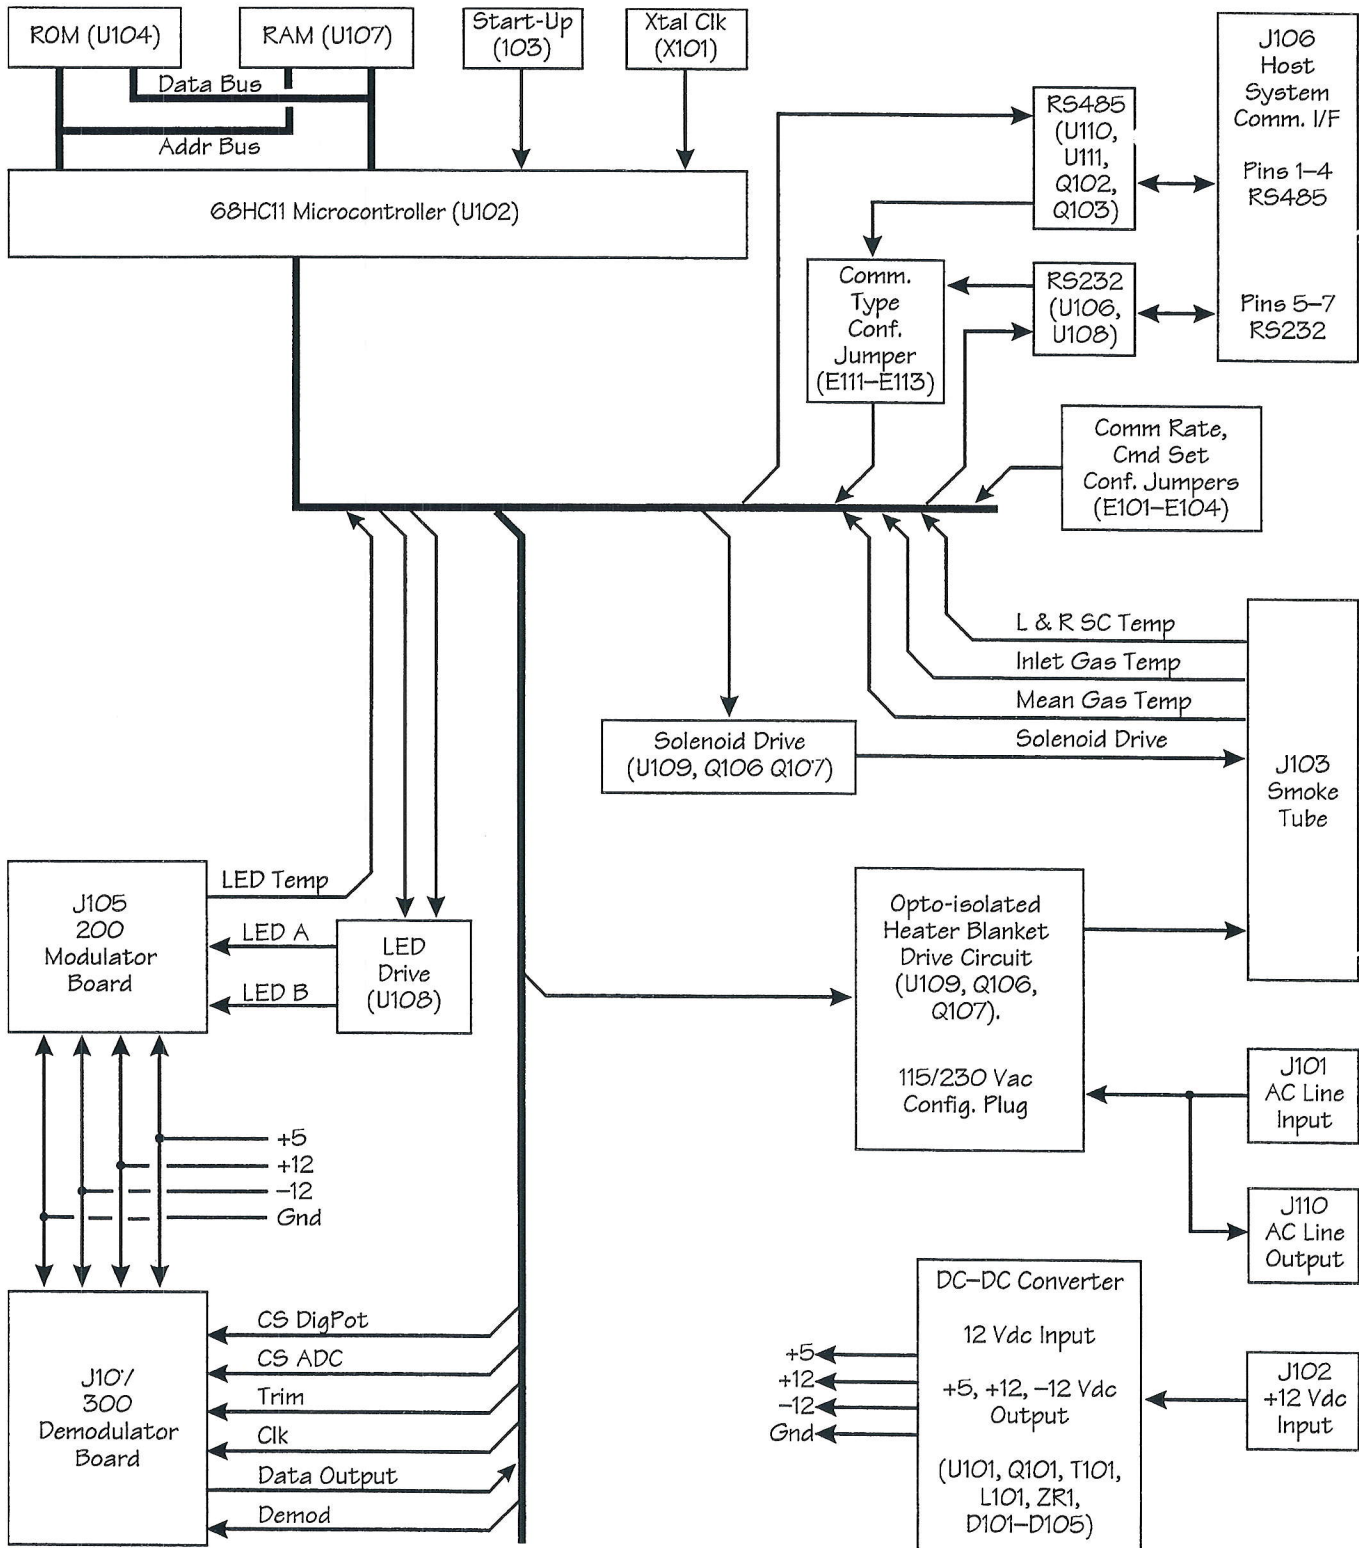 ROM (U104)
RAM (U107)
Start-Up
(103)
Xtal Clk
(X101)
Data Bus
Addr Bus
68HC11 Microcontroller (U102)
RS485
(U110,
U111,
Q102,
Q103)
J106
Host
System
Comm. I/F
Pins 1–4
RS485
Pins 5–7
RS232
Comm.
Type
Conf.
Jumper
(E111–E113)
RS232
(U106,
U108)
Comm Rate,
Cmd Set
Conf. Jumpers
(E101–E104)
L & R SC Temp
Inlet Gas Temp
Mean Gas Temp
Solenoid Drive
Solenoid Drive
(U109, Q106 Q107)
J103
Smoke
Tube
J105
200
Modulator
Board
LED Temp
LED A
LED B
LED
Drive
(U108)
Opto-isolated
Heater Blanket
Drive Circuit
(U109, Q106,
Q107).
115/230 Vac
Config. Plug
J101
AC Line
Input
J110
AC Line
Output
+5
+12
–12
Gnd
J107
300
Demodulator
Board
CS DigPot
CS ADC
Trim
Clk
Data Output
Demod
+5
+12
–12
Gnd
DC–DC Converter
12 Vdc Input
+5, +12, –12 Vdc
Output
(U101, Q101, T101,
L101, ZR1,
D101–D105)
J102
+12 Vdc
Input